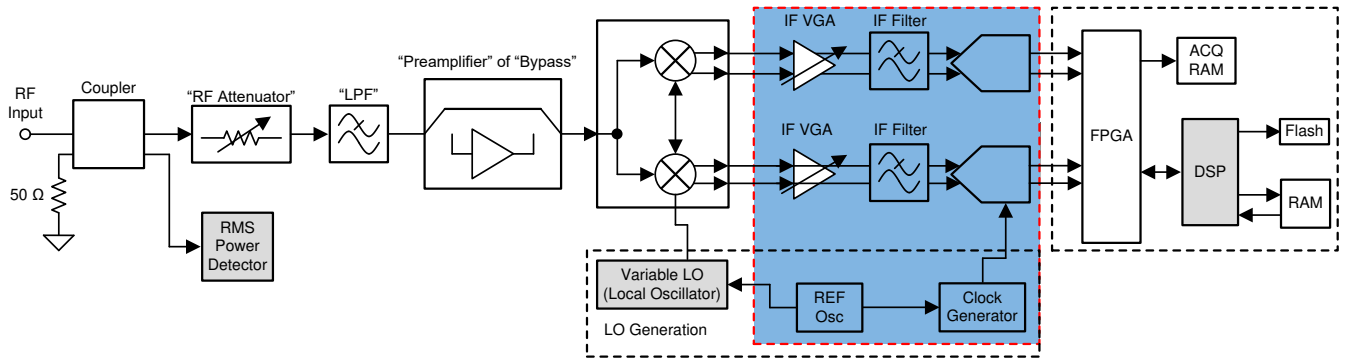 RF
Input
Coupler
50 Ω
RMS
Power
Detector
“RF Attenuator”
“LPF”
“Preamplifier” of “Bypass”
IF VGA
IF Filter
IF VGA
IF Filter
Variable LO
(Local Oscillator)
LO Generation
REF
Osc
Clock
Generator
FPGA
ACQ
RAM
DSP
Flash
RAM